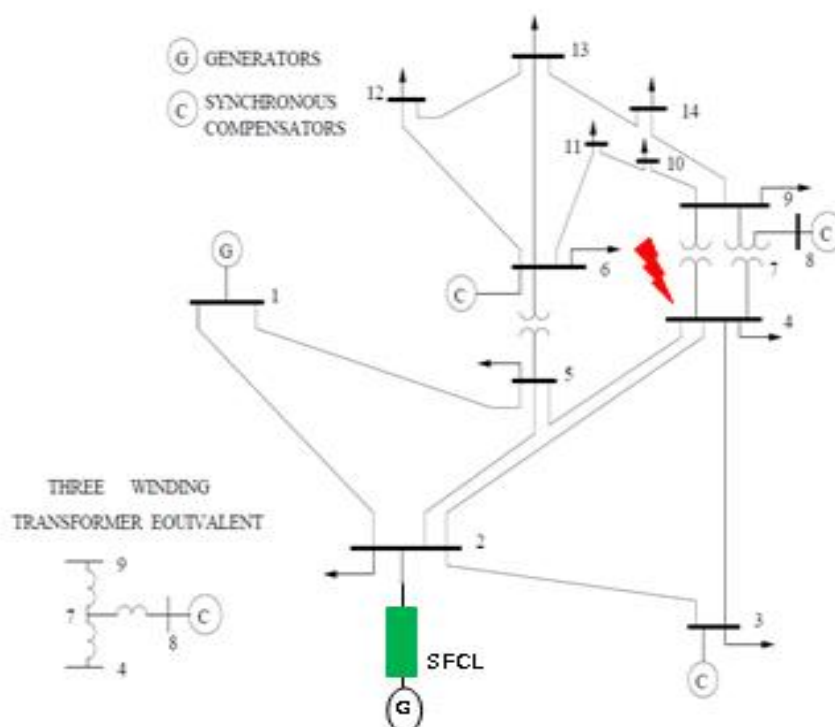 13
G GENERATORS
12
C SYNCHRONOUS
COMPENSATORS
14
11
10
9
C
8
G
6
7
C
1
4
5
THREE WINDING
TRANSFORMER EQUIVALENT
2
9
7
C
8
3
4
SFCL
C
G